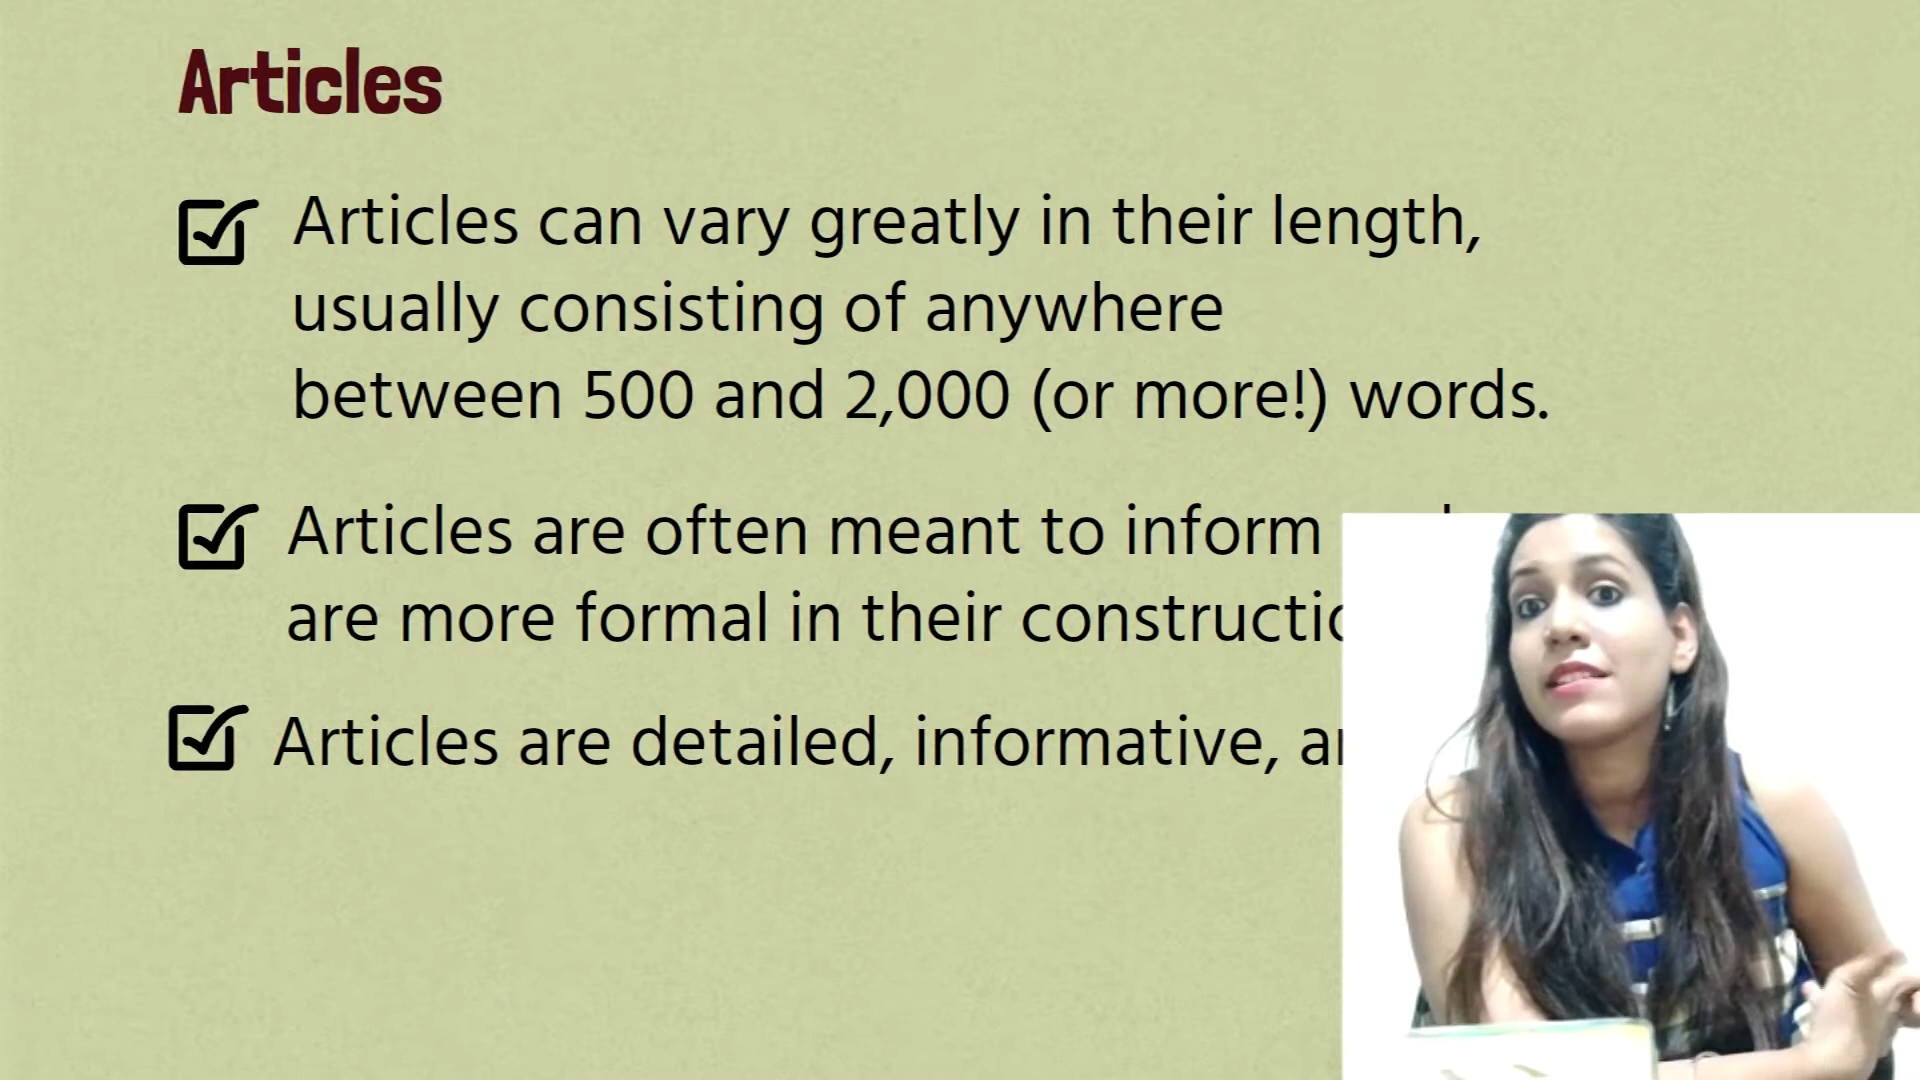 Articles
Articles can vary greatly in their length,
usually consisting of anywhere
between 500 and 2,000 (or more!) words.
Articles are often meant to inform
are more formal in their
Articles are detailed, informative,